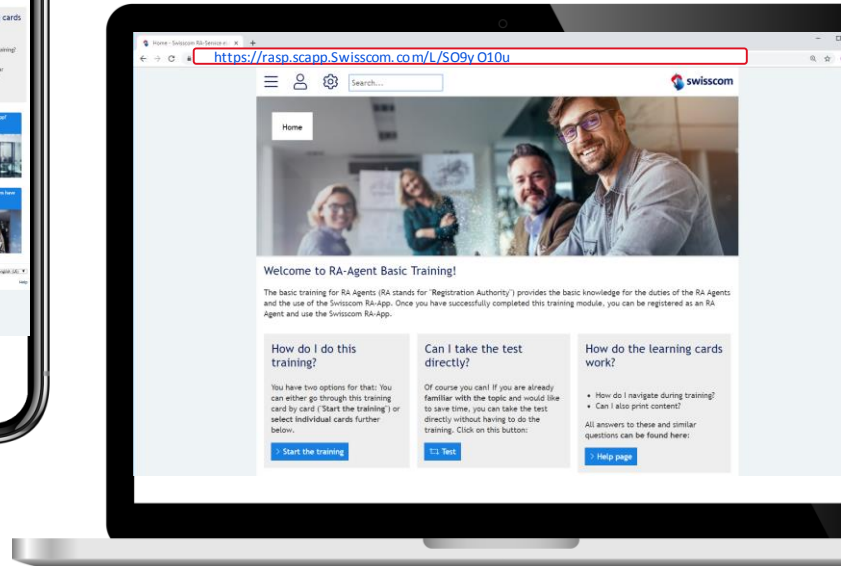 cards
aining?
https://rasp.scapp.Swisscom.com/L/SO9yO10u
Home - Swisscom RA-Service
Search...
swisscom
Home
Welcome to RA-Agent Basic Training!
The basic training for RA Agents (RA stands for "Registration Authority") provides the basic knowledge for the duties of the RA Agents
and the use of the Swisscom RA-App. Once you have successfully completed this training module, you can be registered as an RA
Agent and use the Swisscom RA-App.
How do I do this
training?
You have two options for that: You
can either go through this training
card by card ("Start the training") or
select individual cards further
below.
> Start the training
Can I take the test
directly?
Of course you can! If you are already
familiar with the topic and would like
to save time, you can take the test
directly without having to do the
training. Click on this button:
Test
How do the learning cards
work?
• How do I navigate during training?
• Can I also print content?
All answers to these and similar
questions can be found here:
> Help page
Help